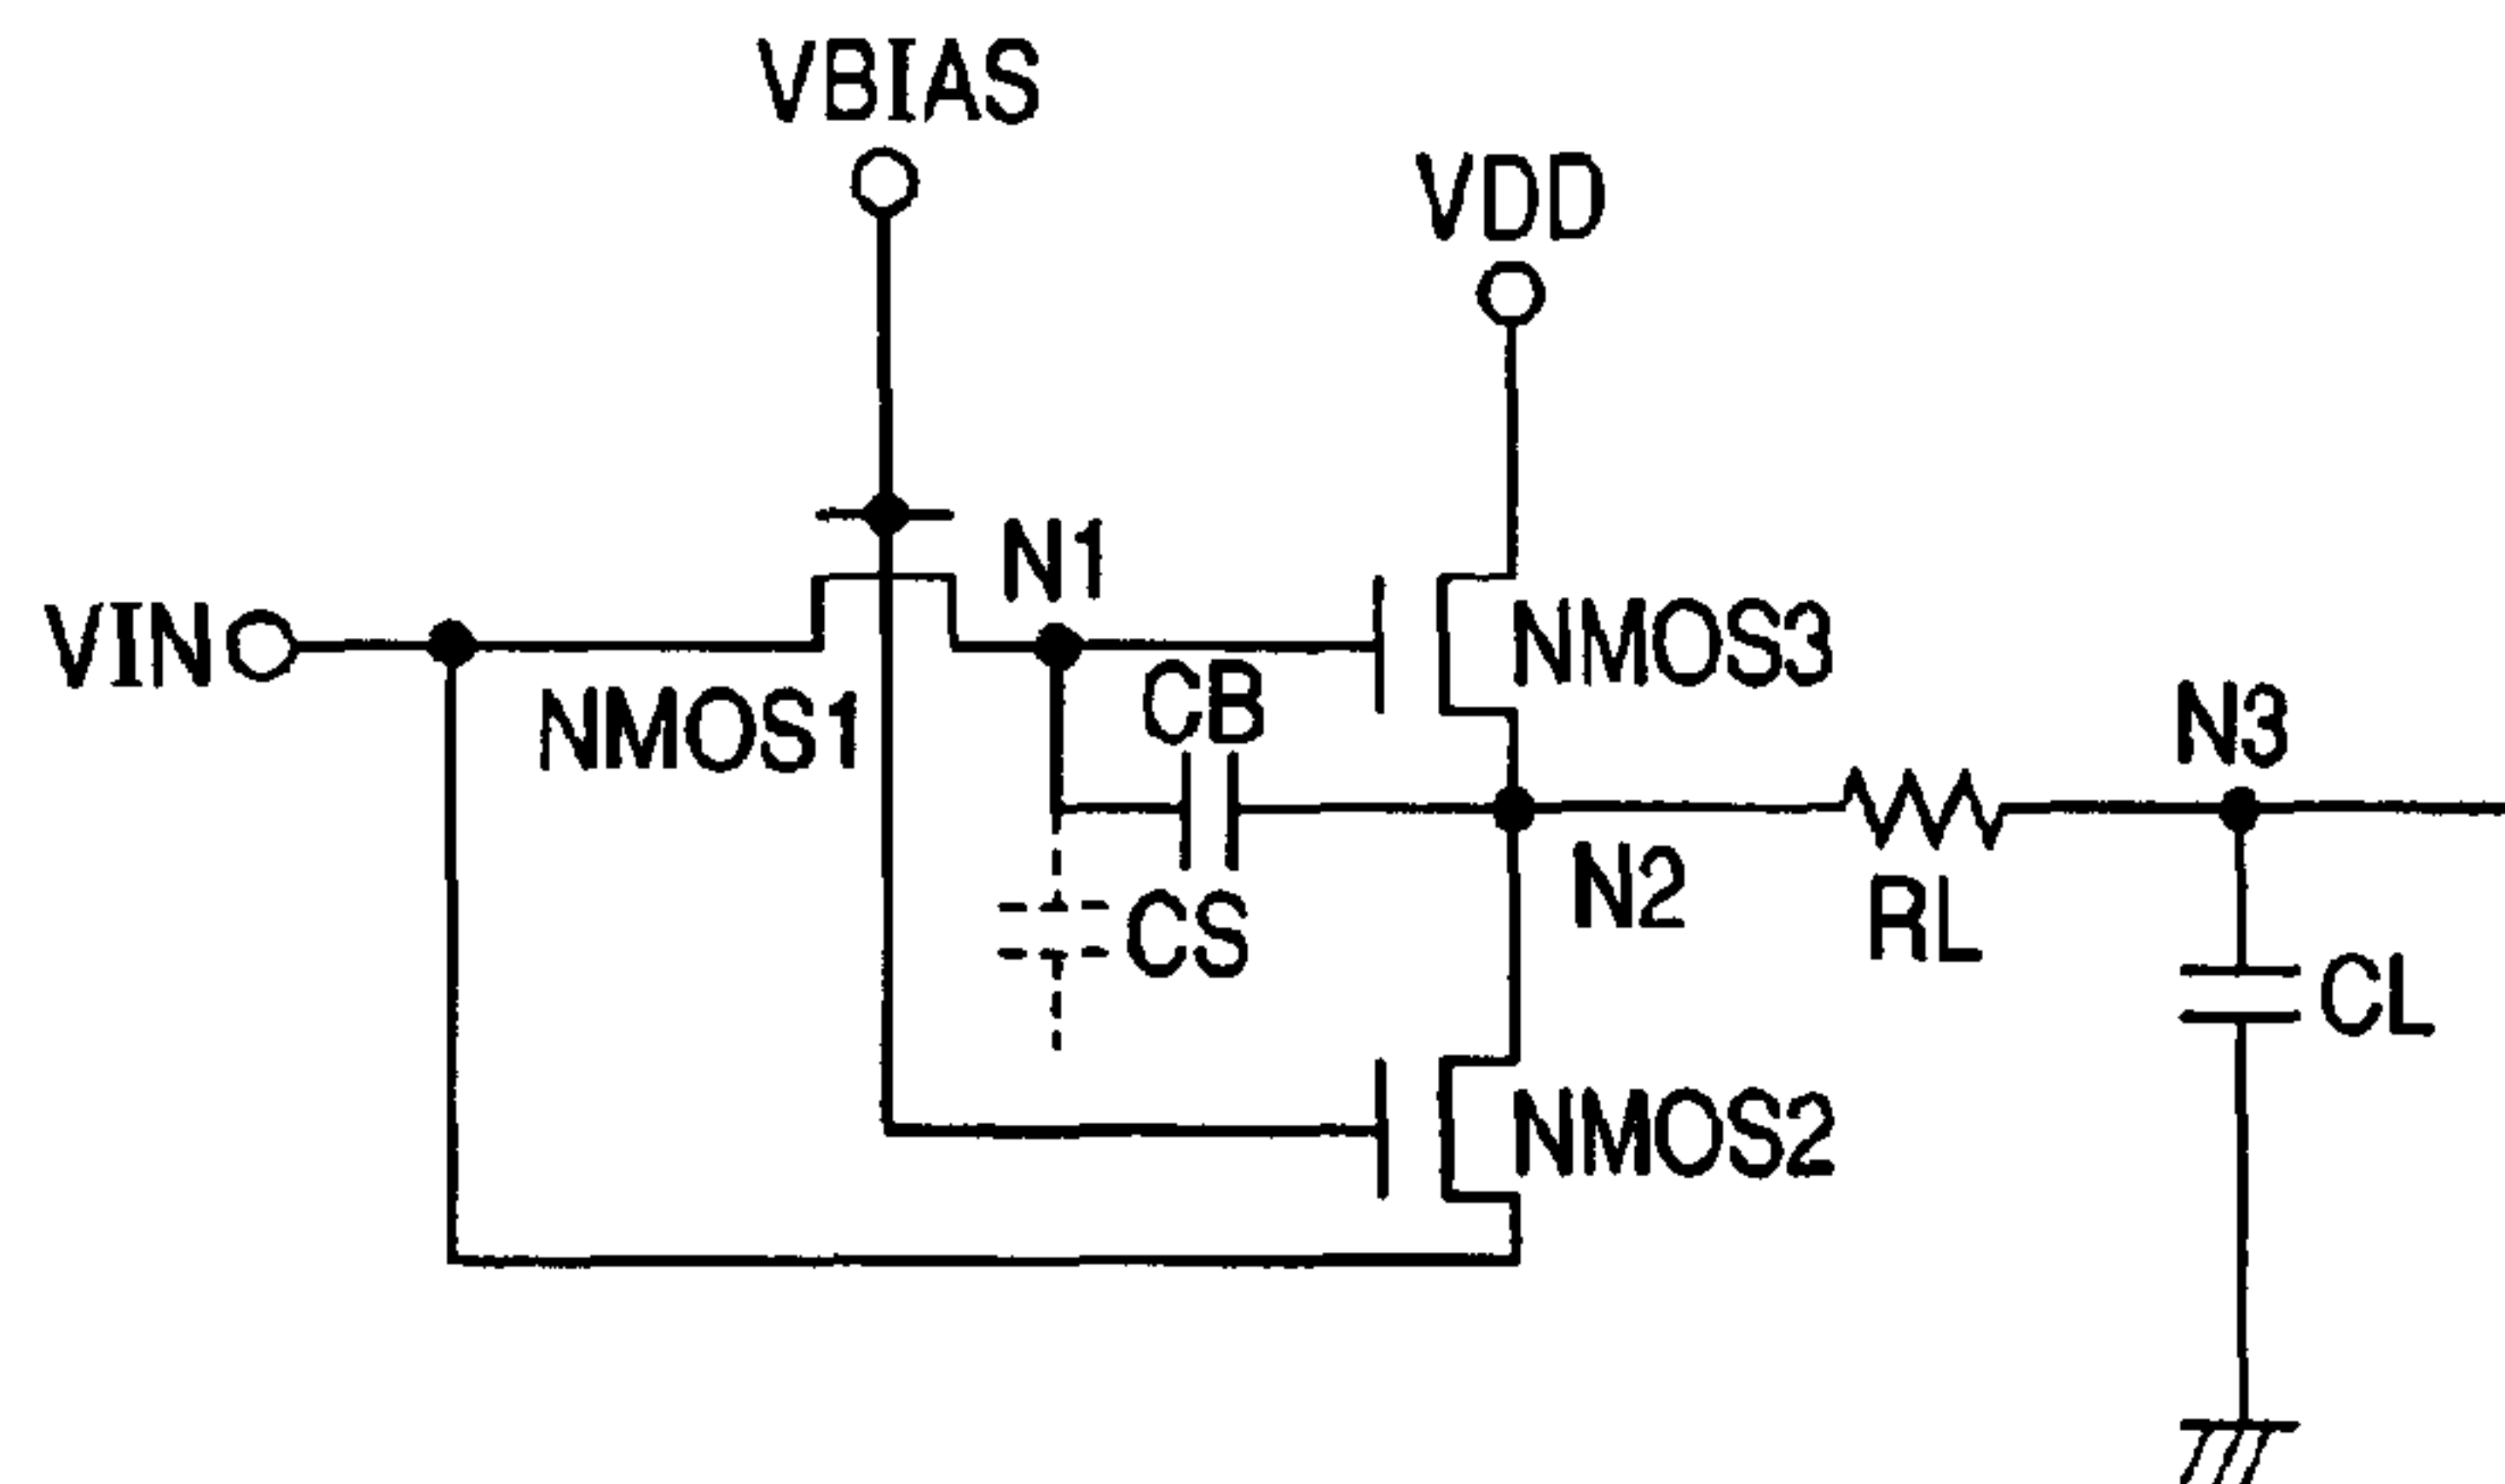 VBIAS
VDD
N1
VIN
NMOS3
NMOS1
CB
N3
N2
RL
CS
CL
NMOS2